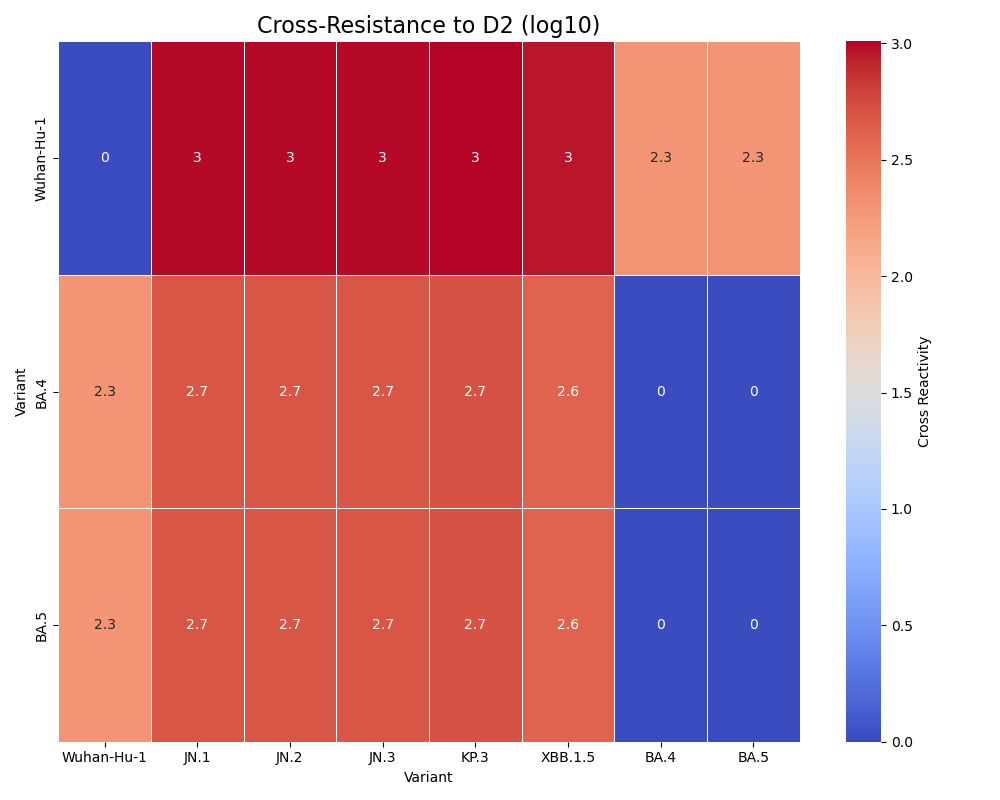 Cross-Resistance to D2 (log10)
Variant
Wuhan-Hu-1
0 3 3 3 3 3 2.3 2.3
BA.4
2.3 2.7 2.7 2.7 2.7 2.6 0 0
BA.5
2.3 2.7 2.7 2.7 2.7 2.6 0 0
Wuhan-Hu-1 JN.1 JN.2 JN.3 KP.3 XBB.1.5 BA.4 BA.5
Variant
3.0
2.5
2.0
1.5
1.0
0.5
0.0
Cross Reactivity